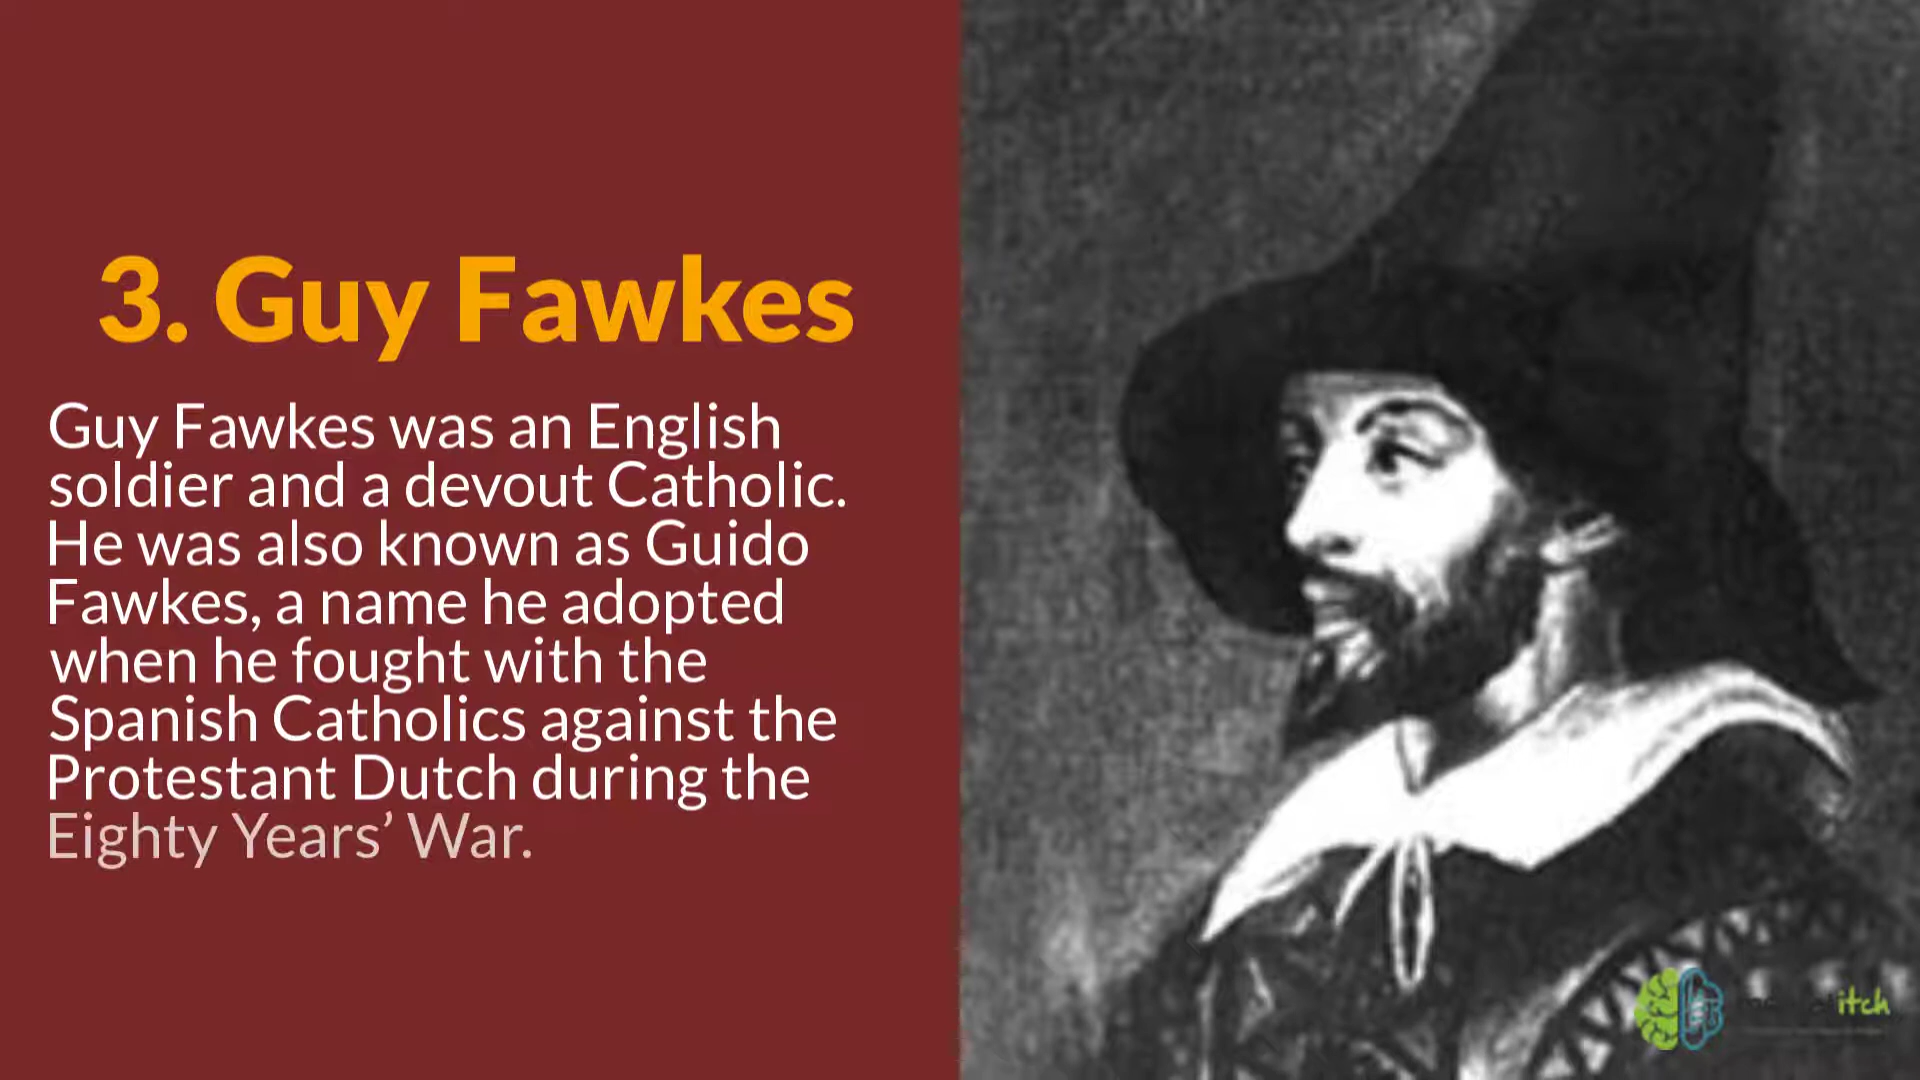 3. Guy Fawkes
Guy Fawkes was an English
soldier and a devout Catholic.
He was also known as Guido
Fawkes, a name he adopted
when he fought with the
Spanish Catholics against the
Protestant Dutch during the
Eighty Years’ War.
itch